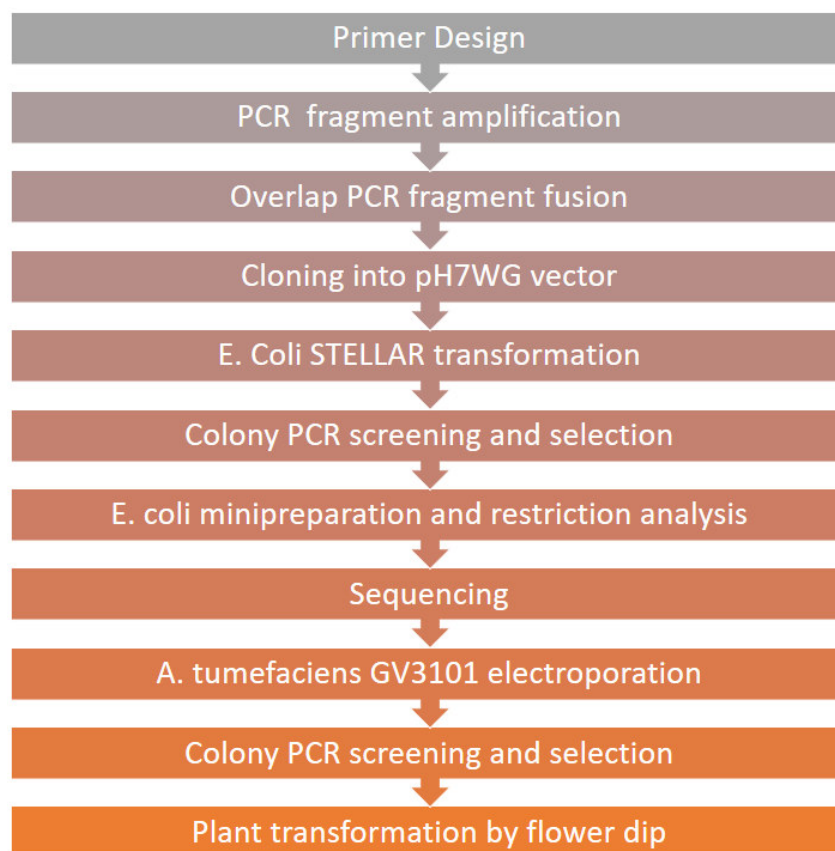 Primer Design
PCR fragment amplification
Overlap PCR fragment fusion
Cloning into pH7WG vector
E. Coli STELLAR transformation
Colony PCR screening and selection
E. coli minipreparation and restriction analysis
Sequencing
A. tumefaciens GV3101 electroporation
Colony PCR screening and selection
Plant transformation by flower dip